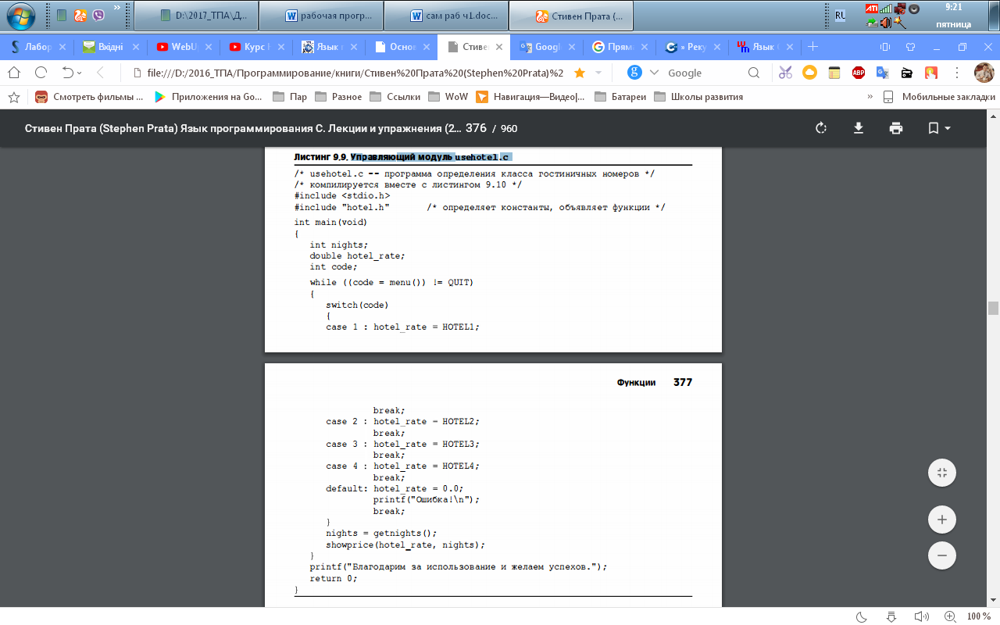 D:\2017_ТПА\Д...
рабочая прогр...
сам раб ч1.doc...
Стивен Прата (...
RU
9:21
пятница
Лабор
Вхідні
WebU
Курс
Язык
Основ
Стивен
Googl
Прям
» Реку
Язык
file:///D:/2016_ТПА/Программирование/книги/Стивен%20Прата%20(Stephen%20Prata)%2
Google
ABP
Смотреть фильмы ...
Приложения на Go...
Пар
Разное
Ссылки
WoW
Навигация—Видео|...
Батареи
Школы развития
»
Мобильные закладки
Стивен Прата (Stephen Prata) Язык программирования С. Лекции и упражнения (2... 376 / 960
Листинг 9.9. Управляющий модуль usehotel.c
/* usehotel.c -- программа определения класса гостиничных номеров */
/* компилируется вместе с листингом 9.10 */
#include <stdio.h>
#include "hotel.h" /* определяет константы, объявляет функции */
int main(void)
{
int nights;
double hotel_rate;
int code;
while ((code = menu()) != QUIT)
{
switch(code)
{
case 1 : hotel_rate = HOTEL1;
Функции 377
break;
case 2 : hotel_rate = HOTEL2;
break;
case 3 : hotel_rate = HOTEL3;
break;
case 4 : hotel_rate = HOTEL4;
break;
default: hotel_rate = 0.0;
printf("Ошибка!\n");
break;
}
nights = getnights();
showprice(hotel_rate, nights);
}
printf("Благодарим за использование и желаем успехов.");
return 0;
}
100 %